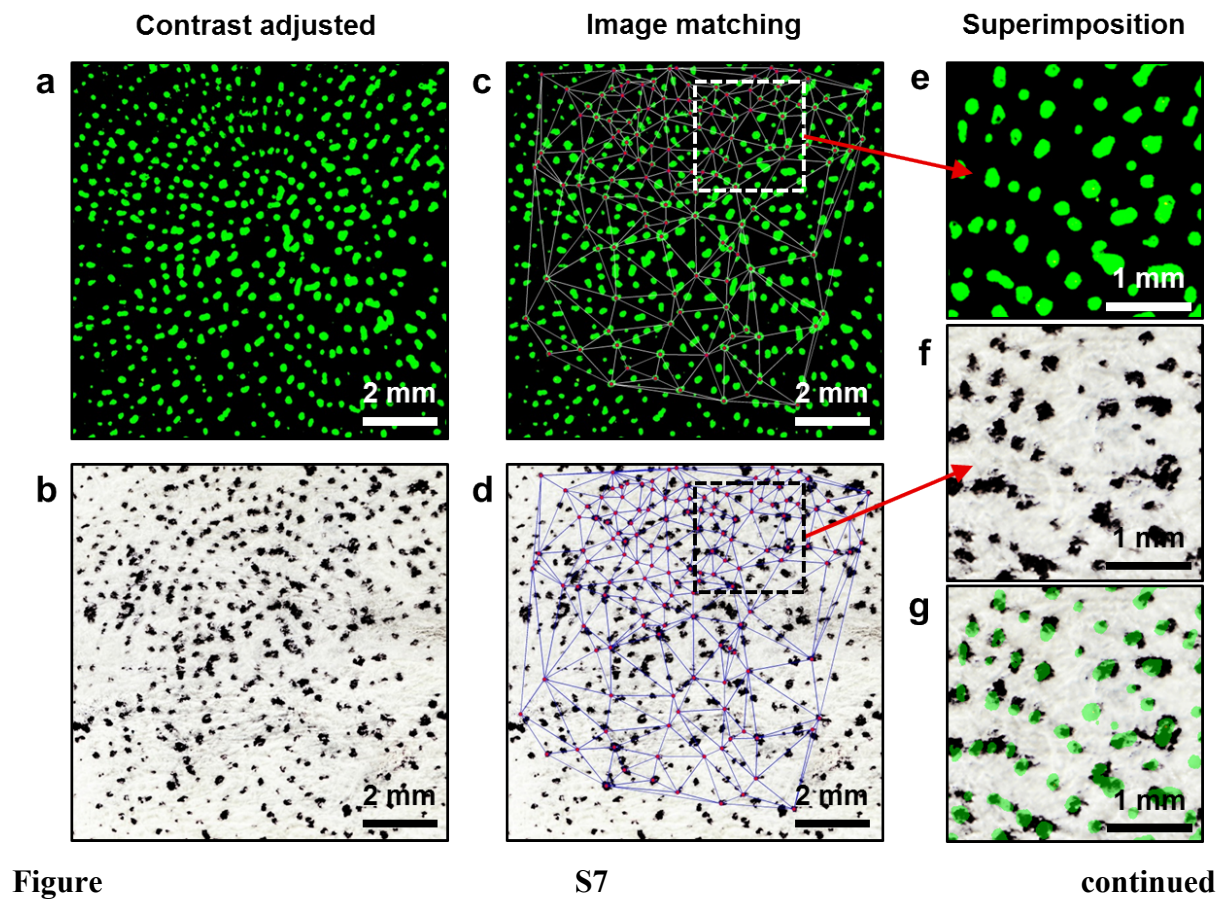 Contrast adjusted
Image matching
Superimposition
a
c
e
2 mm
2 mm
1 mm
f
1 mm
b
d
g
2 mm
2 mm
1 mm
Figure S7 continued